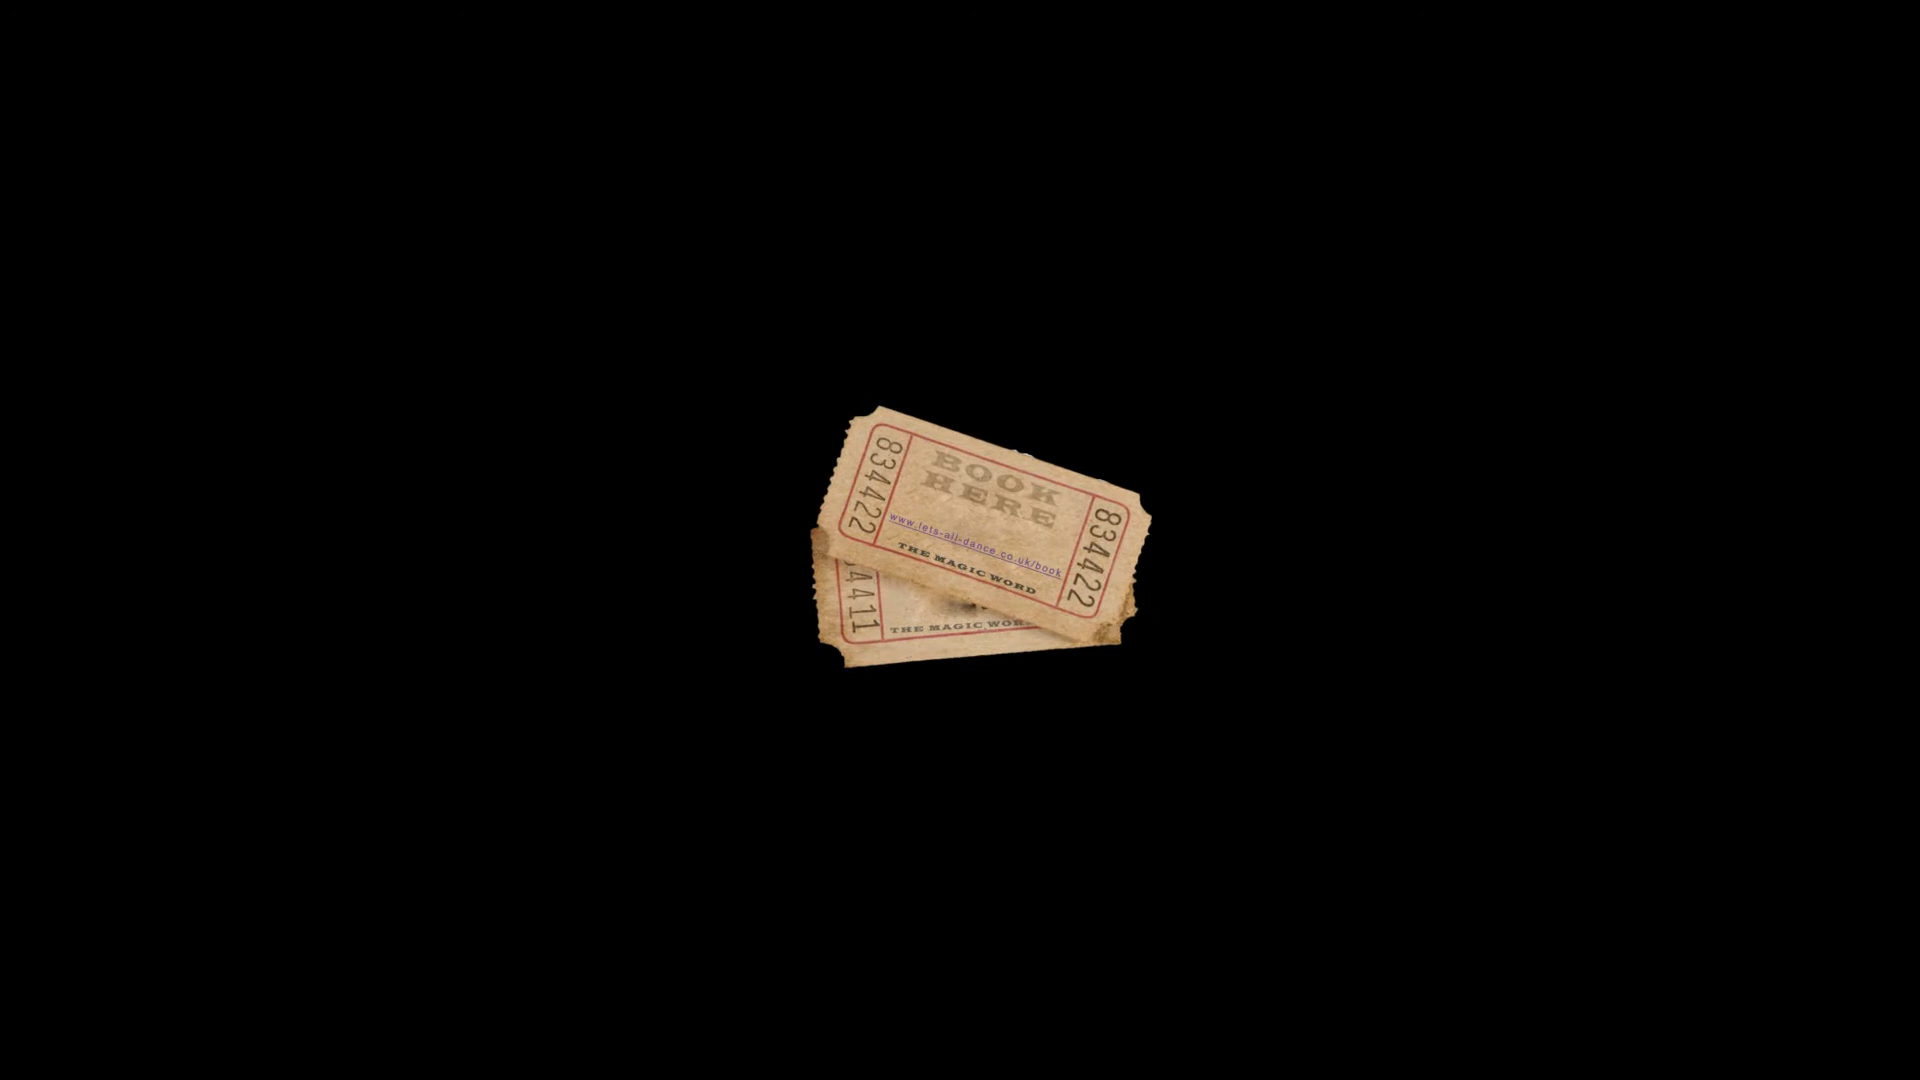 834422
BOOK
HERE
www.lets-all-dance.co.uk/book
THE MAGIC WORD
834422
4411
THE MAGIC WOR